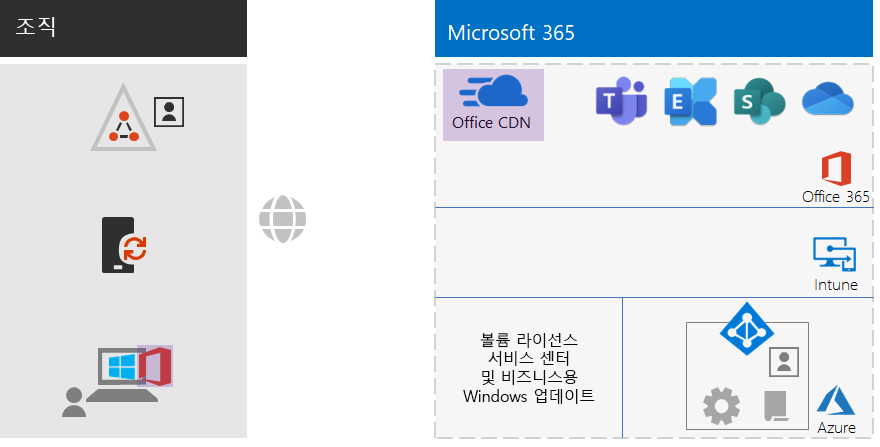 조직
Microsoft 365
Office CDN
T
E
S
Office 365
Intune
볼륨 라이선스
서비스 센터
및 비즈니스용
Windows 업데이트
Azure